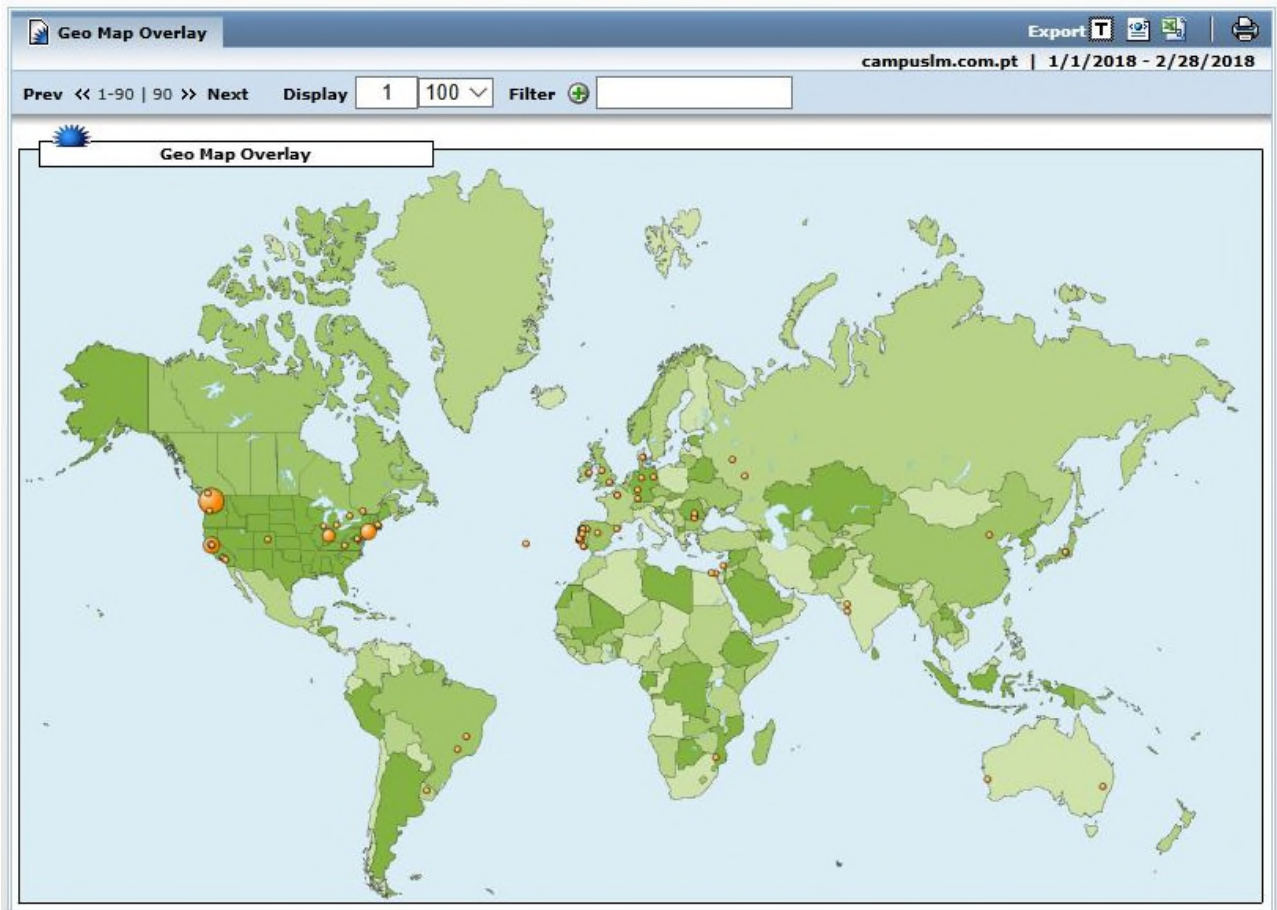 Geo Map Overlay
Export T
campuslm.com.pt | 1/1/2018 - 2/28/2018
Prev << 1-90 | 90 >> Next Display 1 100 Filter
Geo Map Overlay